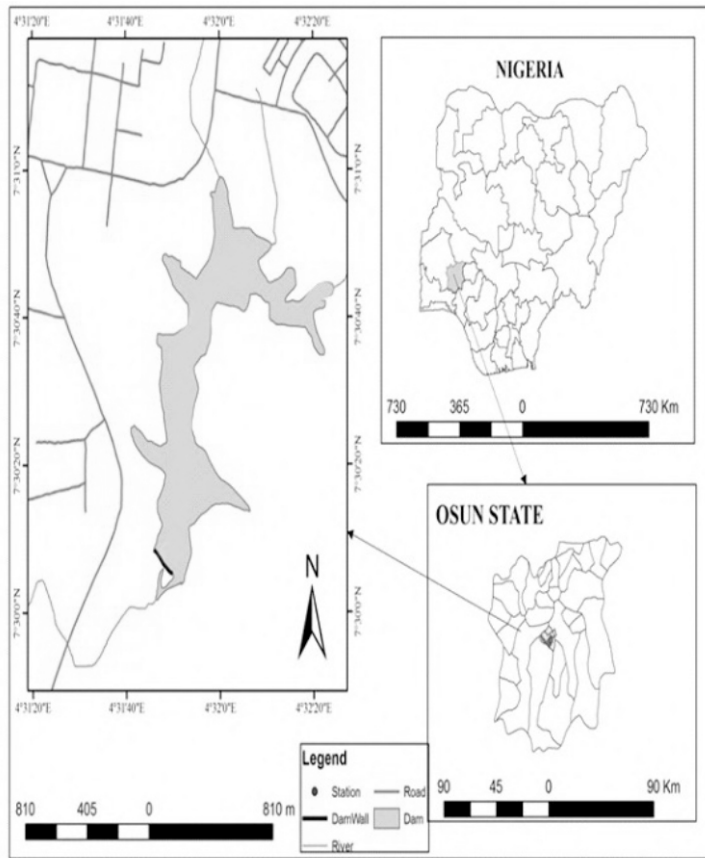 4°31'20"E 4°31'40"E 4°32'0"E 4°32'20"E
7°31'0"N
7°30'40"N
7°30'20"N
7°30'0"N
7°31'0"N
7°30'40"N
7°30'20"N
7°30'0"N
N
4°31'20"E 4°31'40"E 4°32'0"E 4°32'20"E
810 405 0 810 m
NIGERIA
730 365 0 730 Km
OSUN STATE
90 45 0 90 Km
Legend
Station Road
DamWall Dam
River